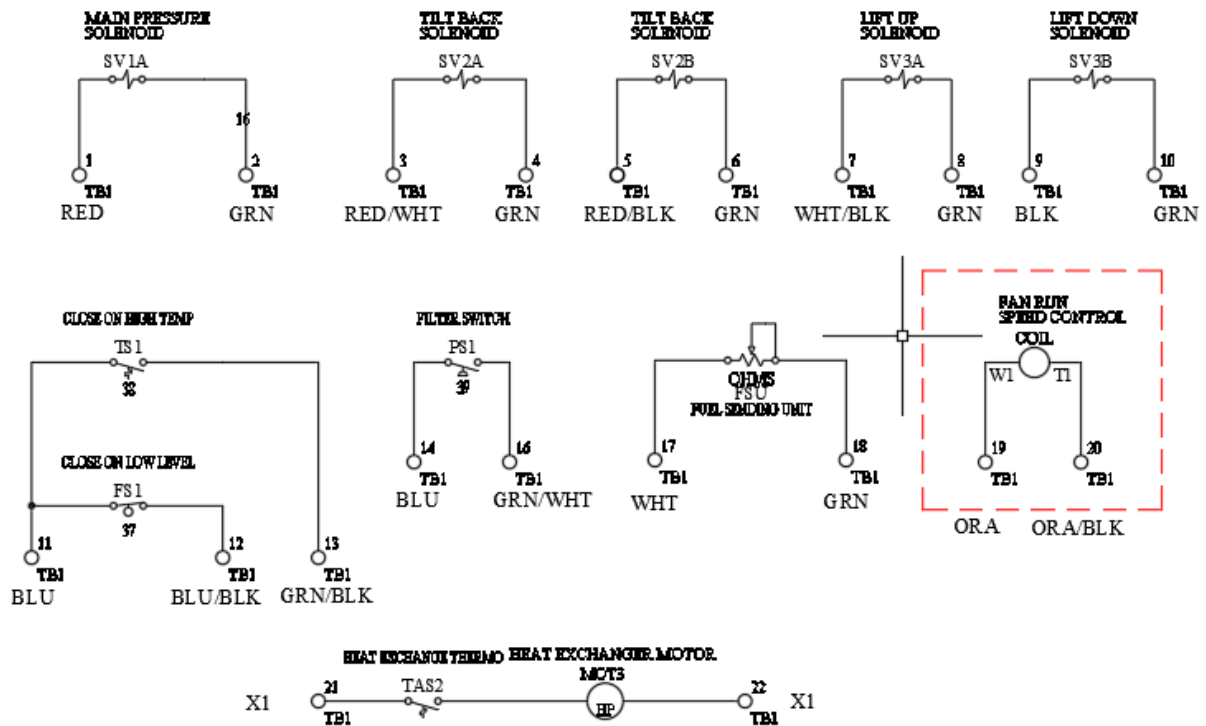 MAIN PRESSURE
SOLENOID
SV1A
16
1
TB1
RED
2
TB1
GRN
TILT BACK
SOLENOID
SV2A
3
TB1
RED/WHT
4
TB1
GRN
TILT BACK
SOLENOID
SV2B
5
TB1
RED/BLK
6
TB1
GRN
LIFT UP
SOLENOID
SV3A
7
TB1
WHT/BLK
8
TB1
GRN
LIFT DOWN
SOLENOID
SV3B
9
TB1
BLK
10
TB1
GRN
CLOSE ON HIGH TEMP
TS1
38
CLOSE ON LOW LEVEL
FS1
37
11
TB1
BLU
12
TB1
BLU/BLK
13
TB1
GRN/BLK
FILTER SWITCH
PS1
39
14
TB1
BLU
16
TB1
GRN/WHT
OHMS
FSU
FUEL SENDING UNIT
17
TB1
WHT
18
TB1
GRN
FAN RUN
SPEED CONTROL
COIL
W1
T1
19
TB1
ORA
20
TB1
ORA/BLK
HEAT EXCHANGE THERMO
HEAT EXCHANGER MOTOR
X1
21
TB1
TAS2
MOT3
HP
22
TB1
X1